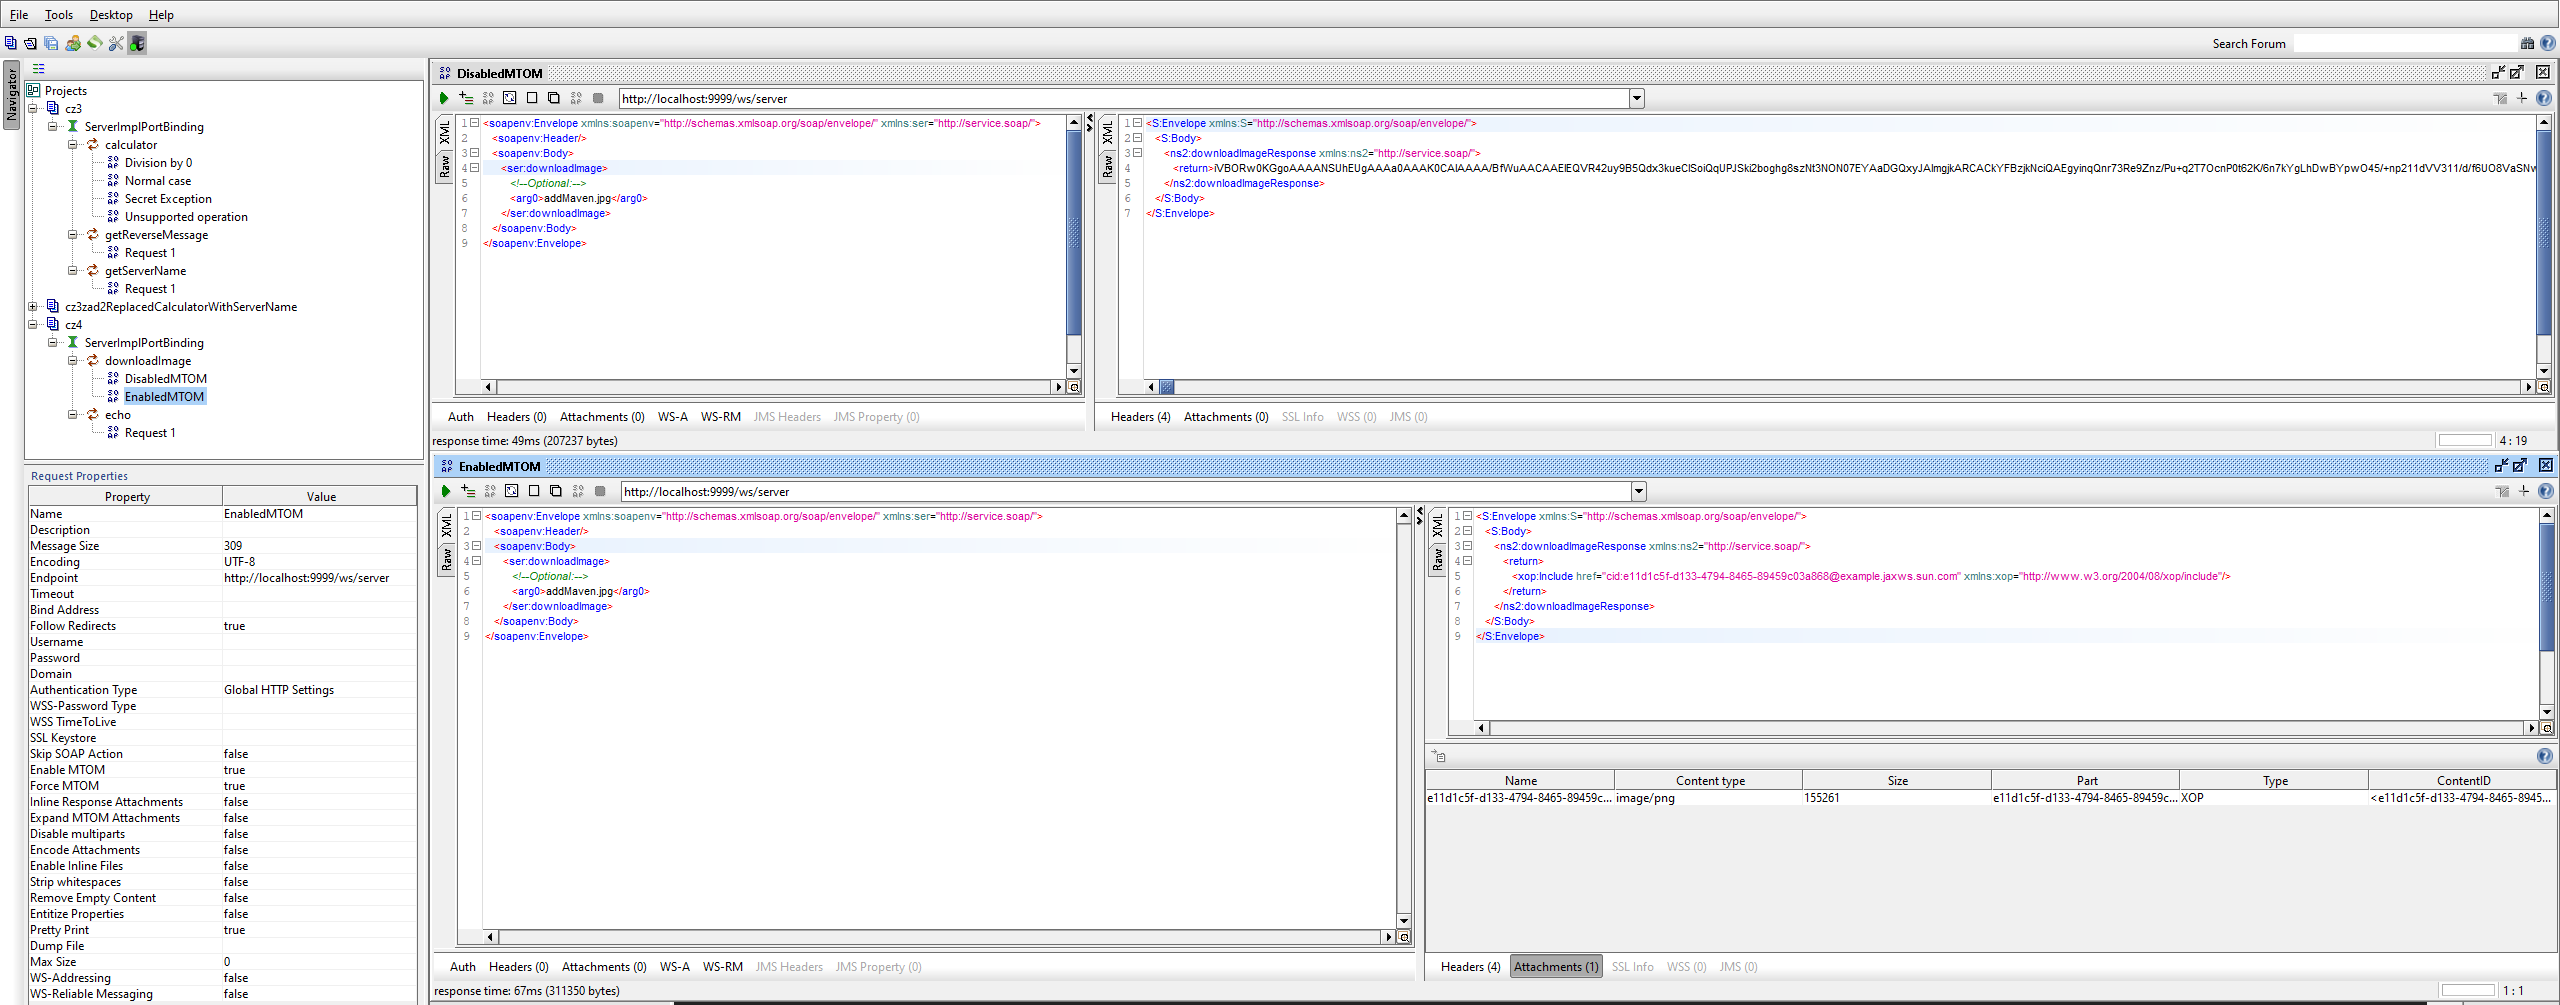 File Tools Desktop Help
Search Forum
Navigator
Projects
cz3
ServerImplPortBinding
calculator
Division by 0
Normal case
Secret Exception
Unsupported operation
getReverseMessage
Request 1
getServerName
Request 1
cz3zad2ReplacedCalculatorWithServerName
cz4
ServerImplPortBinding
downloadImage
DisabledMTOM
EnabledMTOM
echo
Request 1
Request Properties
Property Value
Name EnabledMTOM
Description
Message Size 309
Encoding UTF-8
Endpoint http://localhost:9999/ws/server
Timeout
Bind Address
Follow Redirects true
Username
Password
Domain
Authentication Type Global HTTP Settings
WSS-Password Type
WSS TimeToLive
SSL Keystore
Skip SOAP Action false
Enable MTOM true
Force MTOM true
Inline Response Attachments false
Expand MTOM Attachments false
Disable multiparts false
Encode Attachments false
Enable Inline Files false
Strip whitespaces false
Remove Empty Content false
Entitize Properties false
Pretty Print true
Dump File
Max Size 0
WS-Addressing false
WS-Reliable Messaging false
DisabledMTOM
http://localhost:9999/ws/server
XML
Raw
1 <soapenv:Envelope xmlns:soapenv="http://schemas.xmlsoap.org/soap/envelope/" xmlns:ser="http://service.soap/">
2 <soapenv:Header/>
3 <soapenv:Body>
4 <ser:downloadImage>
5 <!--Optional:-->
6 <arg0>addMaven.jpg</arg0>
7 </ser:downloadImage>
8 </soapenv:Body>
9 </soapenv:Envelope>
Auth Headers (0) Attachments (0) WS-A WS-RM JMS Headers JMS Property (0)
XML
Raw
1 <S:Envelope xmlns:S="http://schemas.xmlsoap.org/soap/envelope/">
2 <S:Body>
3 <ns2:downloadImageResponse xmlns:ns2="http://service.soap/">
4 <return>
5 </ns2:downloadImageResponse>
6 </S:Body>
7 </S:Envelope>
Headers (4) Attachments (0) SSL Info WSS (0) JMS (0)
response time: 49ms (207237 bytes)
4 : 19
EnabledMTOM
http://localhost:9999/ws/server
XML
Raw
1 <soapenv:Envelope xmlns:soapenv="http://schemas.xmlsoap.org/soap/envelope/" xmlns:ser="http://service.soap/">
2 <soapenv:Header/>
3 <soapenv:Body>
4 <ser:downloadImage>
5 <!--Optional:-->
6 <arg0>addMaven.jpg</arg0>
7 </ser:downloadImage>
8 </soapenv:Body>
9 </soapenv:Envelope>
Auth Headers (0) Attachments (0) WS-A WS-RM JMS Headers JMS Property (0)
XML
Raw
1 <S:Envelope xmlns:S="http://schemas.xmlsoap.org/soap/envelope/">
2 <S:Body>
3 <ns2:downloadImageResponse xmlns:ns2="http://service.soap/">
4 <return>
5 <xop:Include href="cid:e11d1c5f-d133-4794-8465-89459c03a868@example.jaxws.sun.com" xmlns:xop="http://www.w3.org/2004/08/xop/include"/>
6 </return>
7 </ns2:downloadImageResponse>
8 </S:Body>
9 </S:Envelope>
Name Content type Size Part Type ContentID
e11d1c5f-d133-4794-8465-89459c... image/png 155261 e11d1c5f-d133-4794-8465-89459c... XOP <e11d1c5f-d133-4794-8465-8945...
Headers (4) Attachments (1) SSL Info WSS (0) JMS (0)
response time: 67ms (311350 bytes)
1 : 1